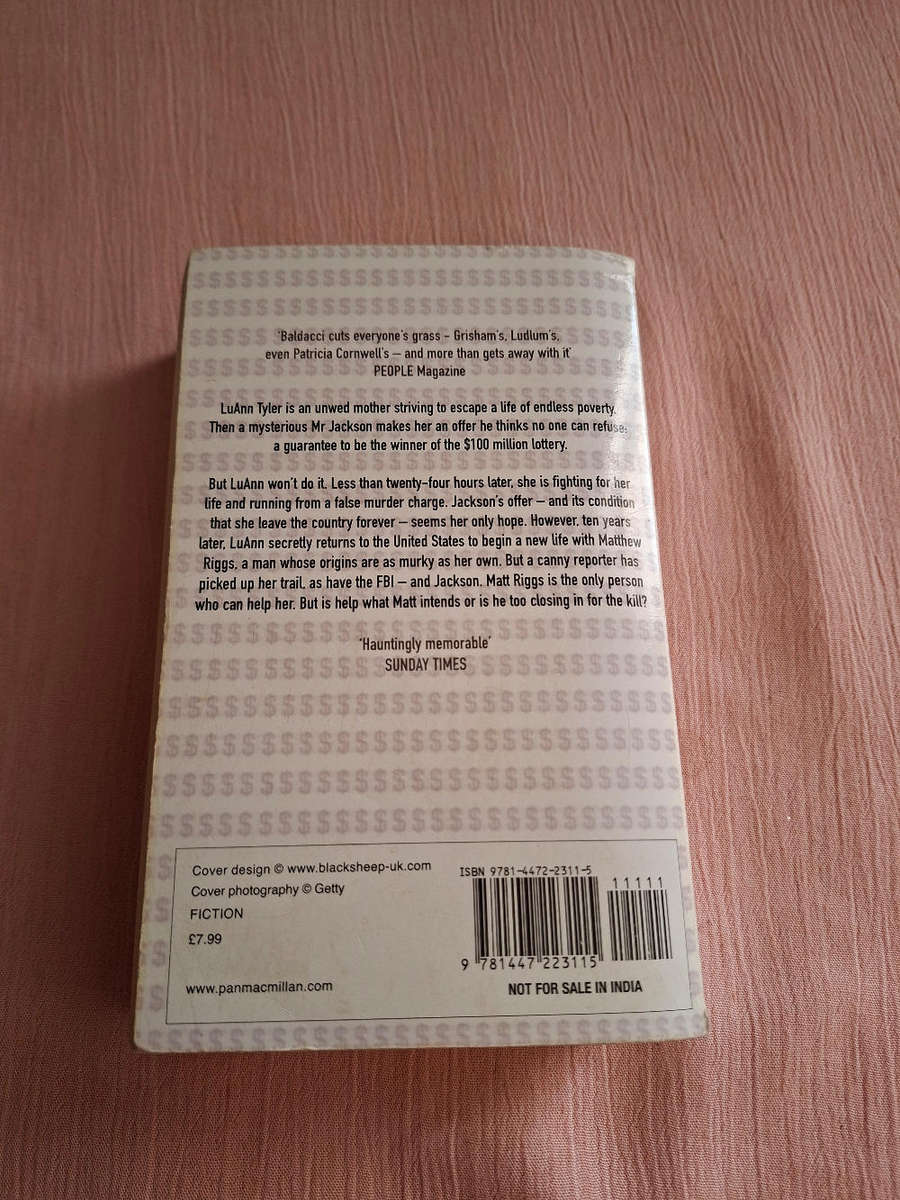 'Baldacci cuts everyone's grass – Grisham's, Ludlum's,
even Patricia Cornwell's – and more than gets away with it'
PEOPLE Magazine
LuAnn Tyler is an unwed mother striving to escape a life of endless poverty.
Then a mysterious Mr Jackson makes her an offer he thinks no one can refuse:
a guarantee to be the winner of the $100 million lottery.
But LuAnn won't do it. Less than twenty-four hours later, she is fighting for her
life and running from a false murder charge. Jackson's offer – and its condition
that she leave the country forever – seems her only hope. However, ten years
later, LuAnn secretly returns to the United States to begin a new life with Matthew
Riggs, a man whose origins are as murky as her own. But a canny reporter has
picked up her trail, as have the FBI – and Jackson. Matt Riggs is the only person
who can help her. But is help what Matt intends or is he too closing in for the kill?
'Hauntingly memorable'
SUNDAY TIMES
Cover design © www.blacksheep-uk.com
Cover photography © Getty
FICTION
£7.99
www.panmacmillan.com
ISBN 9781-4472-2311-5
11111
9 781447 223115
NOT FOR SALE IN INDIA